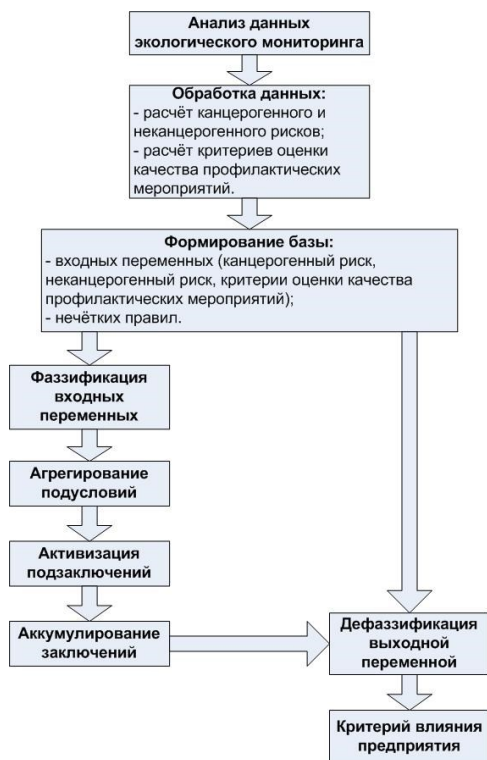 Анализ данных
экологического мониторинга
Обработка данных:
- расчёт канцерогенного и
неканцерогенного рисков;
- расчёт критериев оценки
качества профилактических
мероприятий.
Формирование базы:
- входных переменных (канцерогенный риск,
неканцерогенный риск, критерии оценки качества
профилактических мероприятий);
- нечётких правил.
Фаззификация
входных
переменных
Агрегирование
подусловий
Активизация
подзаключений
Аккумулирование
заключений
Дефаззификация
выходной
переменной
Критерий влияния
предприятия